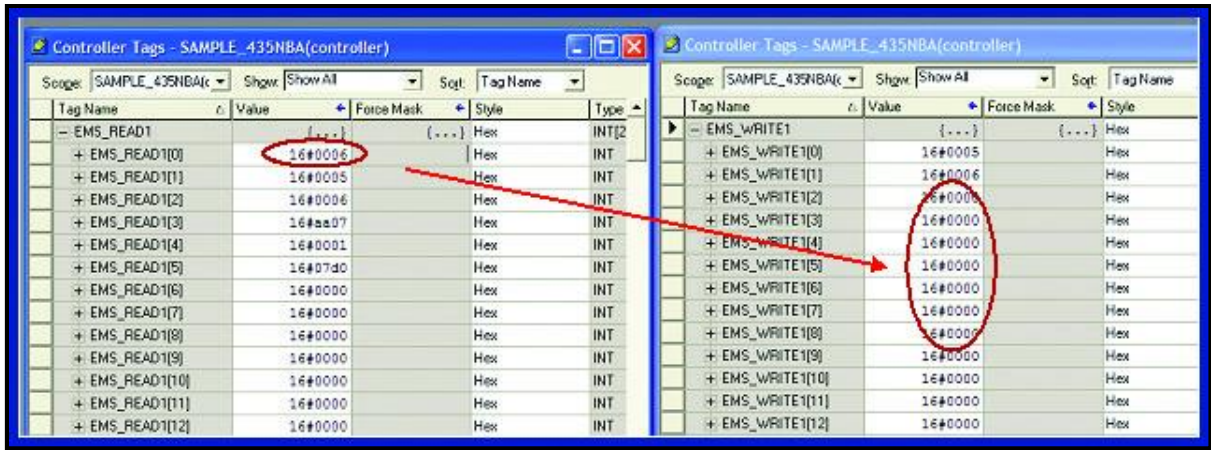 Controller Tags - SAMPLE_435NBA(controller)
Scope: SAMPLE_435NBA(c Show: Show All Sort: Tag Name
Tag Name Value Force Mask Style Type
EMS_READ1 {...} {...} Hex INT[2
EMS_READ1[0] 16#0006 Hex INT
EMS_READ1[1] 16#0005 Hex INT
EMS_READ1[2] 16#0006 Hex INT
EMS_READ1[3] 16#aa07 Hex INT
EMS_READ1[4] 16#0001 Hex INT
EMS_READ1[5] 16#07d0 Hex INT
EMS_READ1[6] 16#0000 Hex INT
EMS_READ1[7] 16#0000 Hex INT
EMS_READ1[8] 16#0000 Hex INT
EMS_READ1[9] 16#0000 Hex INT
EMS_READ1[10] 16#0000 Hex INT
EMS_READ1[11] 16#0000 Hex INT
EMS_READ1[12] 16#0000 Hex INT
Controller Tags - SAMPLE_435NBA(controller)
Scope: SAMPLE_435NBA(c Show: Show All Sort: Tag Name
Tag Name Value Force Mask Style
EMS_WRITE1 {...} {...} Hex
EMS_WRITE1[0] 16#0005 Hex
EMS_WRITE1[1] 16#0006 Hex
EMS_WRITE1[2] 16#0000 Hex
EMS_WRITE1[3] 16#0000 Hex
EMS_WRITE1[4] 16#0000 Hex
EMS_WRITE1[5] 16#0000 Hex
EMS_WRITE1[6] 16#0000 Hex
EMS_WRITE1[7] 16#0000 Hex
EMS_WRITE1[8] 16#0000 Hex
EMS_WRITE1[9] 16#0000 Hex
EMS_WRITE1[10] 16#0000 Hex
EMS_WRITE1[11] 16#0000 Hex
EMS_WRITE1[12] 16#0000 Hex